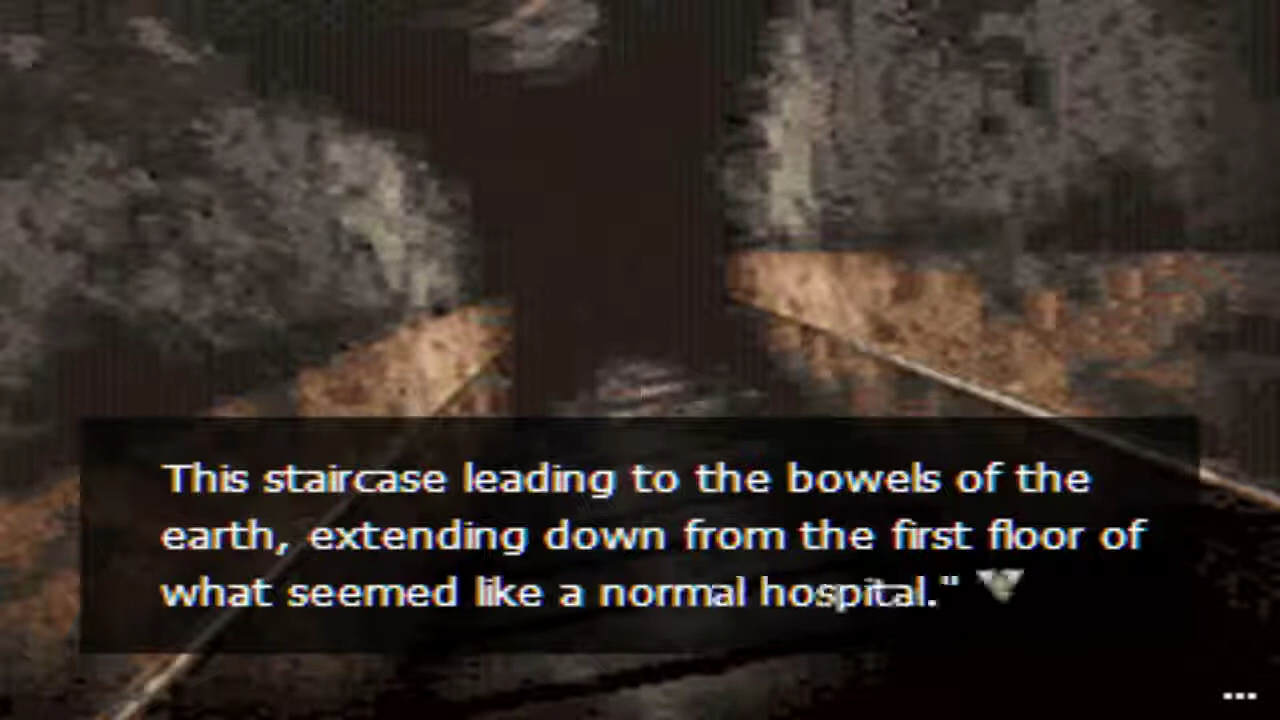 This staircase leading to the bowels of the
earth, extending down from the first floor of
what seemed like a normal hospital."